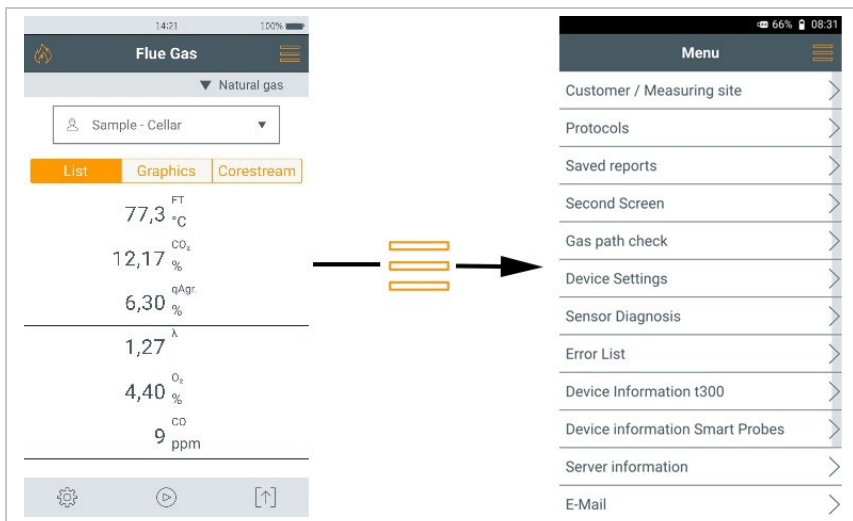 14:21 100%
Flue Gas
Natural gas
Sample - Cellar
List Graphics Corestream
77,3 FT °C
12,17 CO₂ %
6,30 qAgr. %
1,27 λ
4,40 O₂ %
9 CO ppm
66% 08:31
Menu
Customer / Measuring site
Protocols
Saved reports
Second Screen
Gas path check
Device Settings
Sensor Diagnosis
Error List
Device Information t300
Device information Smart Probes
Server information
E-Mail